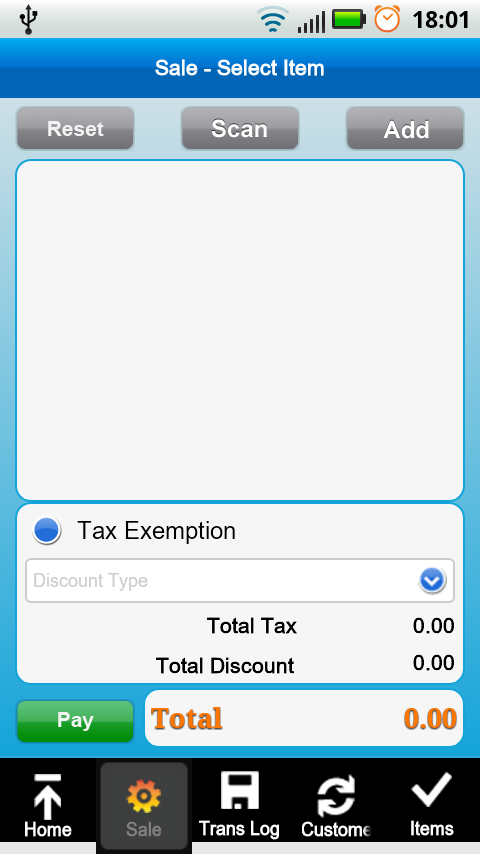 18:01
Sale - Select Item
Reset Scan Add
Tax Exemption
Discount Type
Total Tax 0.00
Total Discount 0.00
Pay Total 0.00
Home Sale Trans Log Custome Items